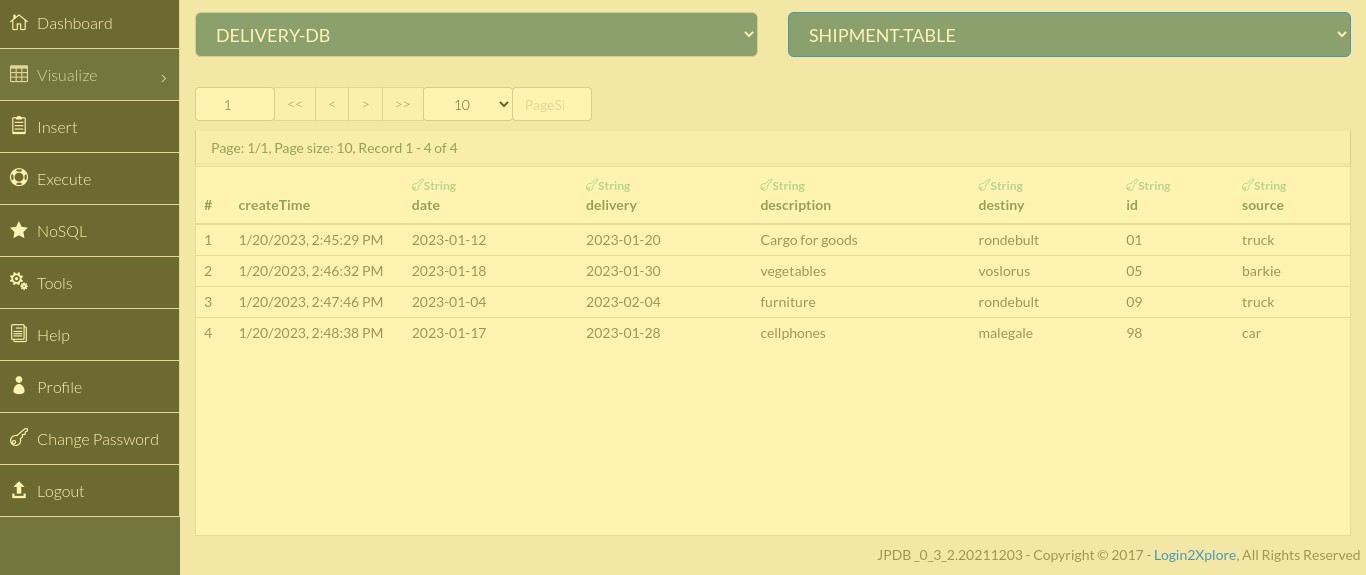 Dashboard
Visualize
Insert
Execute
NoSQL
Tools
Help
Profile
Change Password
Logout
DELIVERY-DB
SHIPMENT-TABLE
1 << < > >> 10 PageSi
Page: 1/1, Page size: 10, Record 1 - 4 of 4
String String String String String String
# createTime date delivery description destiny id source
1 1/20/2023, 2:45:29 PM 2023-01-12 2023-01-20 Cargo for goods rondebult 01 truck
2 1/20/2023, 2:46:32 PM 2023-01-18 2023-01-30 vegetables voslorus 05 barkie
3 1/20/2023, 2:47:46 PM 2023-01-04 2023-02-04 furniture rondebult 09 truck
4 1/20/2023, 2:48:38 PM 2023-01-17 2023-01-28 cellphones malegale 98 car
JPDB_0_3_2.20211203 - Copyright © 2017 - Login2Xplore, All Rights Reserved